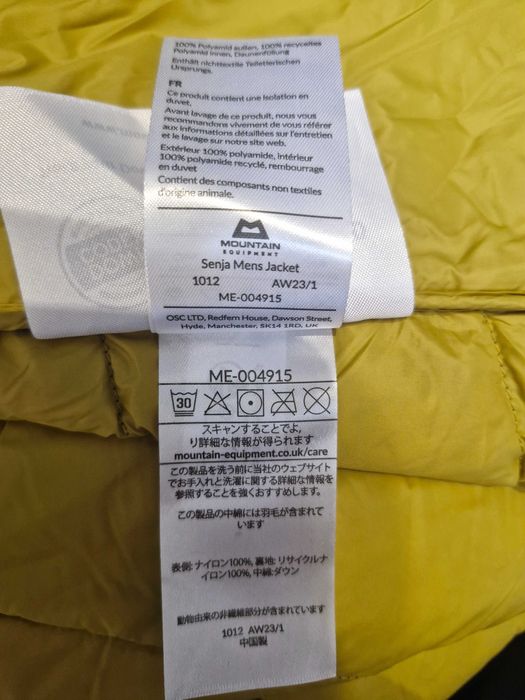 100% Polyamid außen, 100% recyceltes
Polyamid innen, Daunenfüllung
Enthält nichttextile Teile tierischen
Ursprungs.
FR
Ce produit contient une isolation en
duvet.
Avant lavage de ce produit, nous vous
recommandons vivement de vous référer
aux informations détaillées sur l'entretien
et le lavage sur notre site web.
Extérieur 100% polyamide, intérieur
100% polyamide recyclé, rembourrage
en duvet
Contient des composants non textiles
d'origine animale.
MOUNTAIN
EQUIPMENT
Senja Mens Jacket
1012 AW23/1
ME-004915
OSC LTD, Redfern House, Dawson Street,
Hyde, Manchester, SK14 1RD, UK
ME-004915
30
スキャンすることでよ,
り詳細な情報が得られます
mountain-equipment.co.uk/care
この製品を洗う前に当社のウェブサイト
でお手入れと洗濯に関する詳細な情報を
参照することを強くおすすめします。
この製品の中綿には羽毛が含まれて
います
表側: ナイロン100%, 裏地: リサイクルナ
イロン100%, 中綿:ダウン
動物由来の非繊維部分が含まれています
1012 AW23/1
中国製